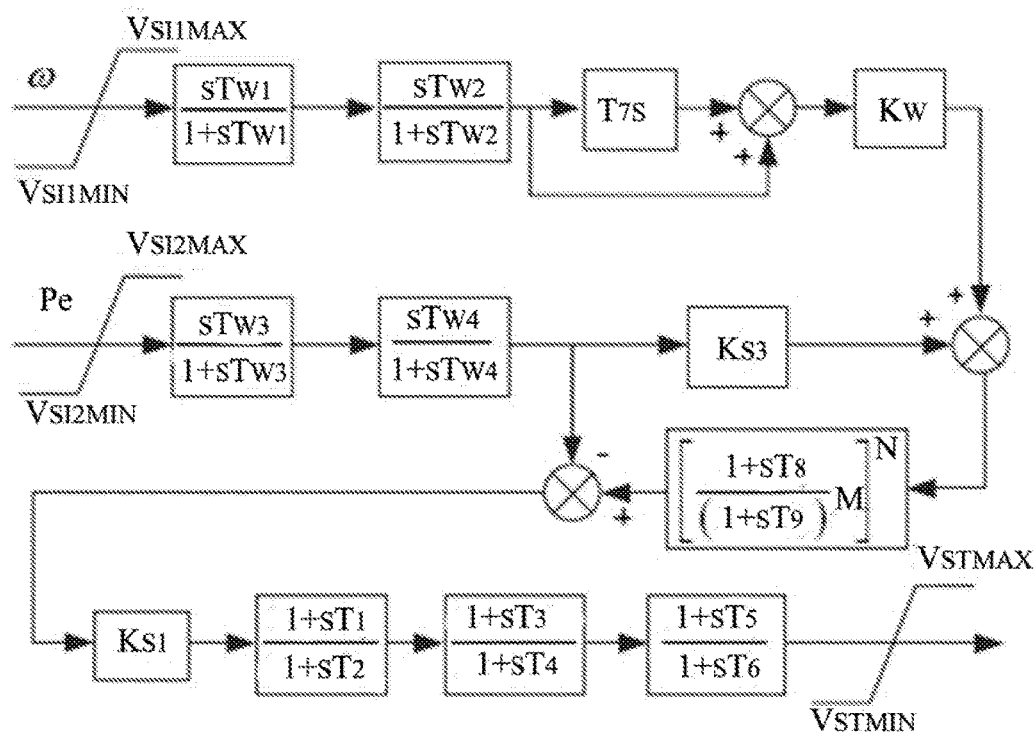 VSI1MAX
ω
sTW1
1+sTW1
sTW2
1+sTW2
T7S
+
+
KW
VSI1MIN
VSI2MAX
Pe
sTW3
1+sTW3
sTW4
1+sTW4
KS3
+
+
VSI2MIN
-
+
[1+sT8
(1+sT9)M]N
VSTMAX
KS1
1+sT1
1+sT2
1+sT3
1+sT4
1+sT5
1+sT6
VSTMIN